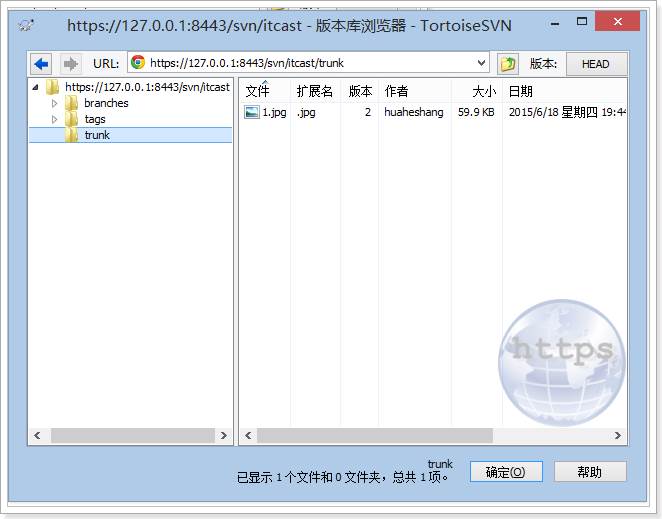 https://127.0.0.1:8443/svn/itcast - 版本库浏览器 - TortoiseSVN
URL: https://127.0.0.1:8443/svn/itcast/trunk 版本: HEAD
https://127.0.0.1:8443/svn/itcast
branches
tags
trunk
文件 扩展名 版本 作者 大小 日期
1.jpg .jpg 2 huaheshang 59.9 KB 2015/6/18 星期四 19:44
https
trunk
已显示 1 个文件和 0 文件夹，总共 1 项。
确定(O) 帮助